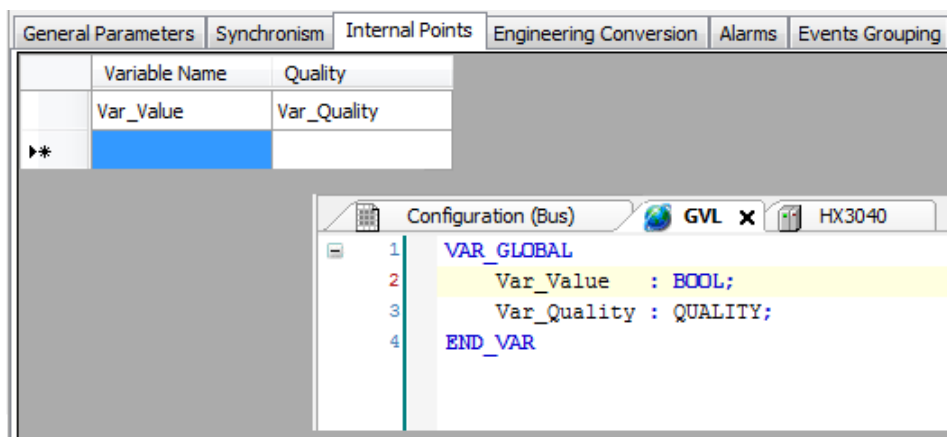 General Parameters Synchronism Internal Points Engineering Conversion Alarms Events Grouping
Variable Name Quality
Var_Value Var_Quality
Configuration (Bus) GVL HX3040
1 VAR_GLOBAL
2 Var_Value : BOOL;
3 Var_Quality : QUALITY;
4 END_VAR